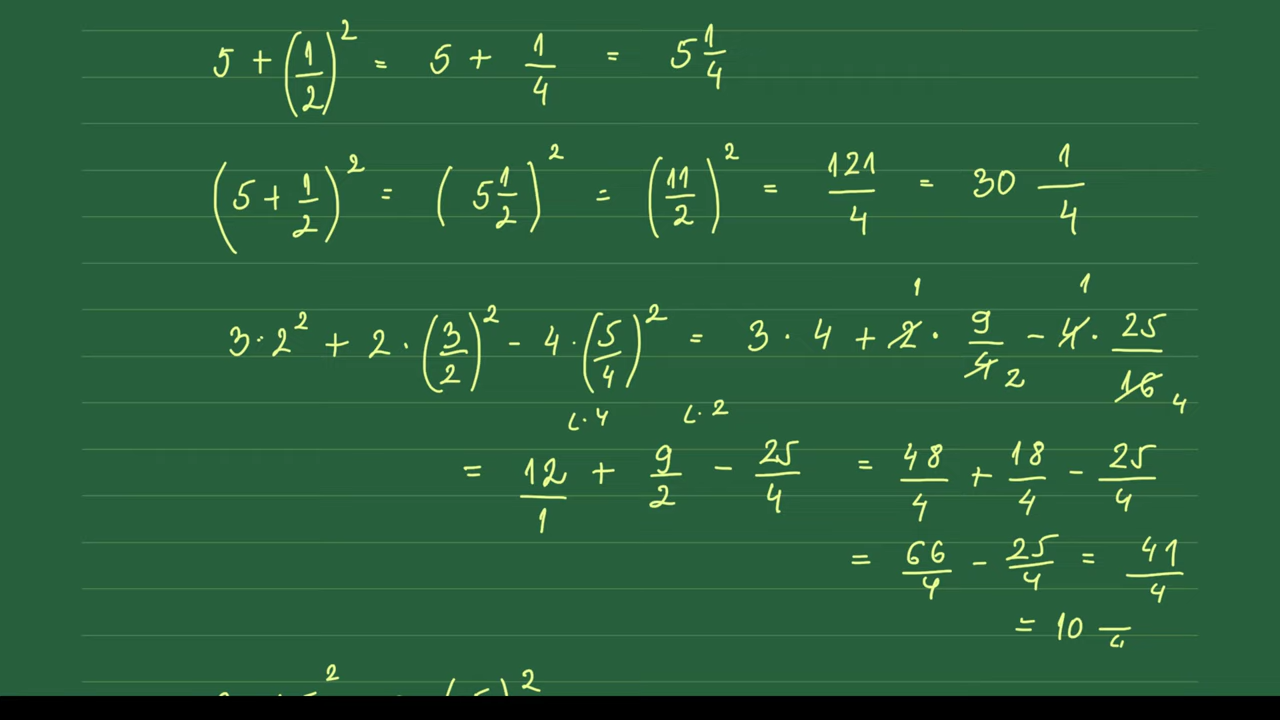 5 + (1/2)² = 5 + 1/4 = 5 1/4
(5 + 1/2)² = (5 1/2)² = (11/2)² = 121/4 = 30 1/4
3 · 2² + 2 · (3/2)² - 4 · (5/4)² = 3 · 4 + 2 · 9/4 - 4 · 25/16
1 1
2 4
(·4 (·2
= 12/1 + 9/2 - 25/4 = 48/4 + 18/4 - 25/4
= 66/4 - 25/4 = 41/4
= 10 /4